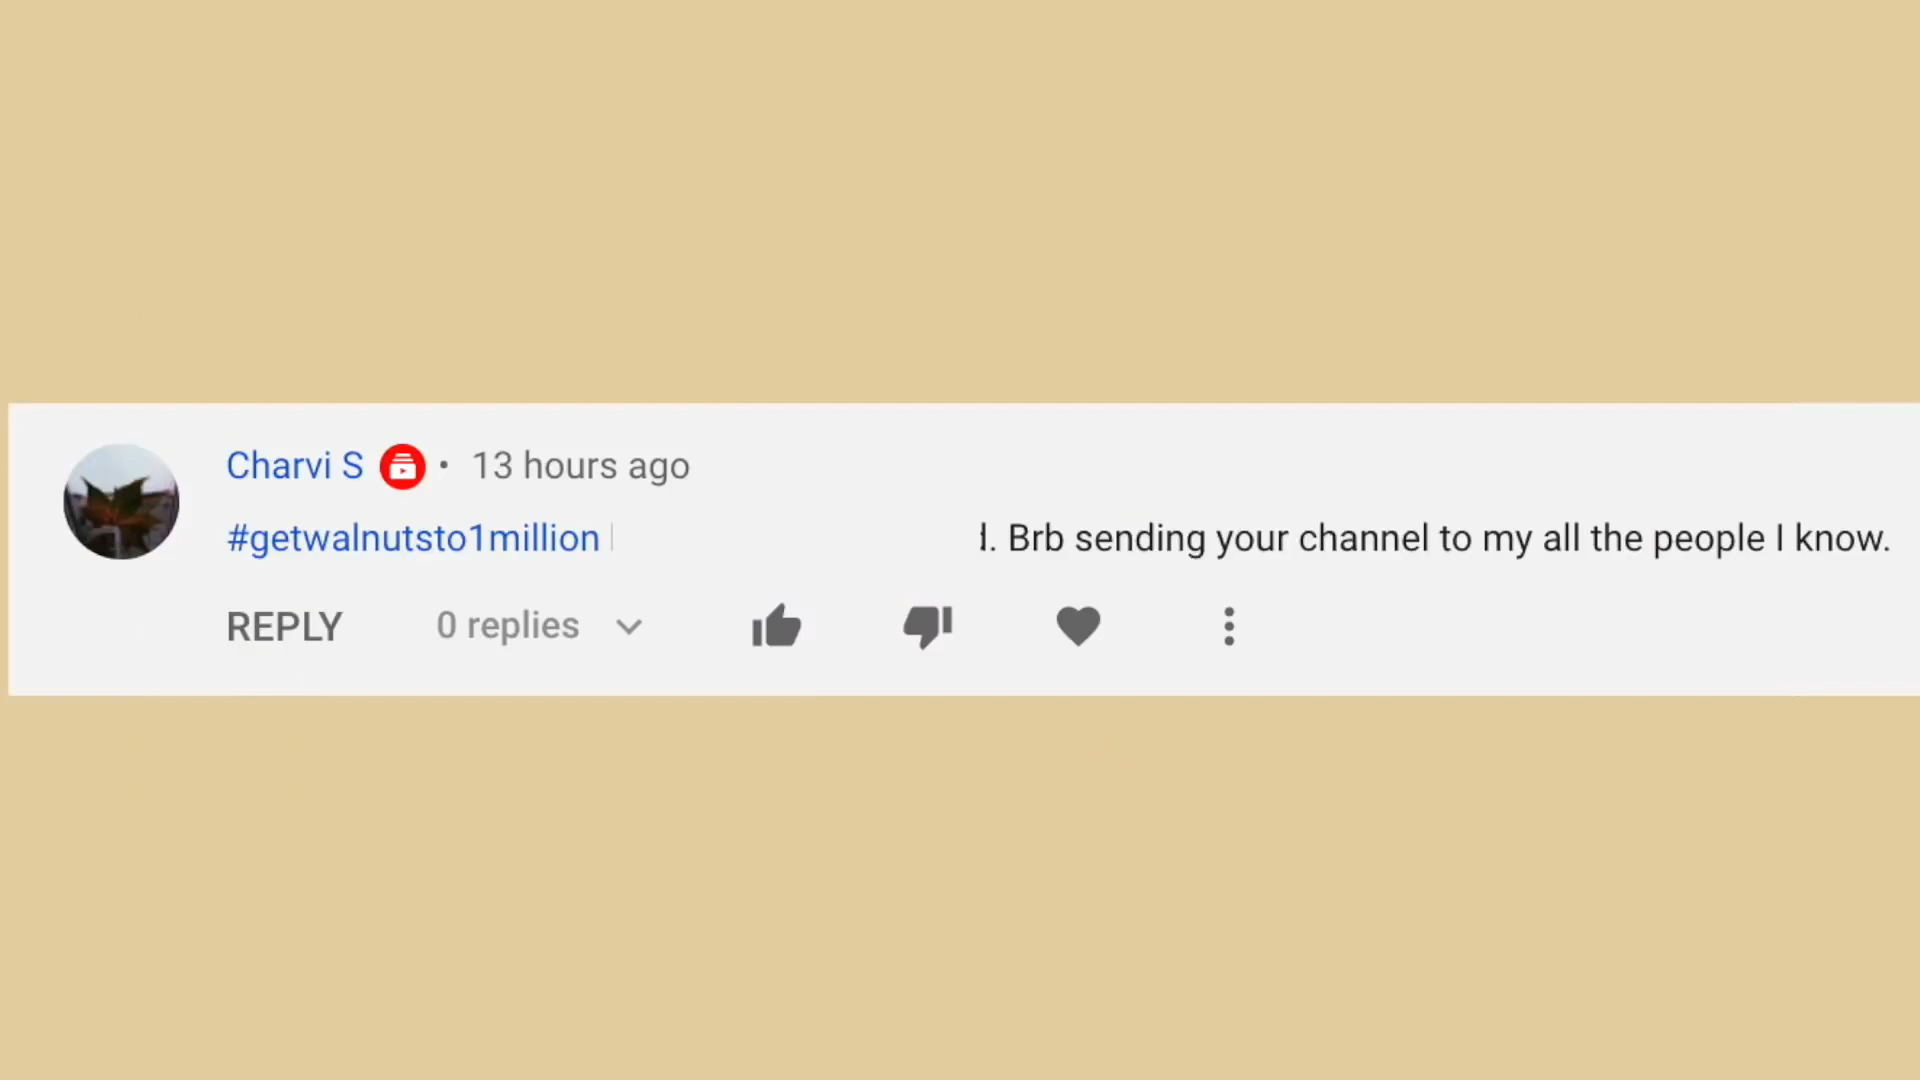 Charvi S • 13 hours ago
#getwalnutsto1million . Brb sending your channel to my all the people I know.
REPLY 0 replies